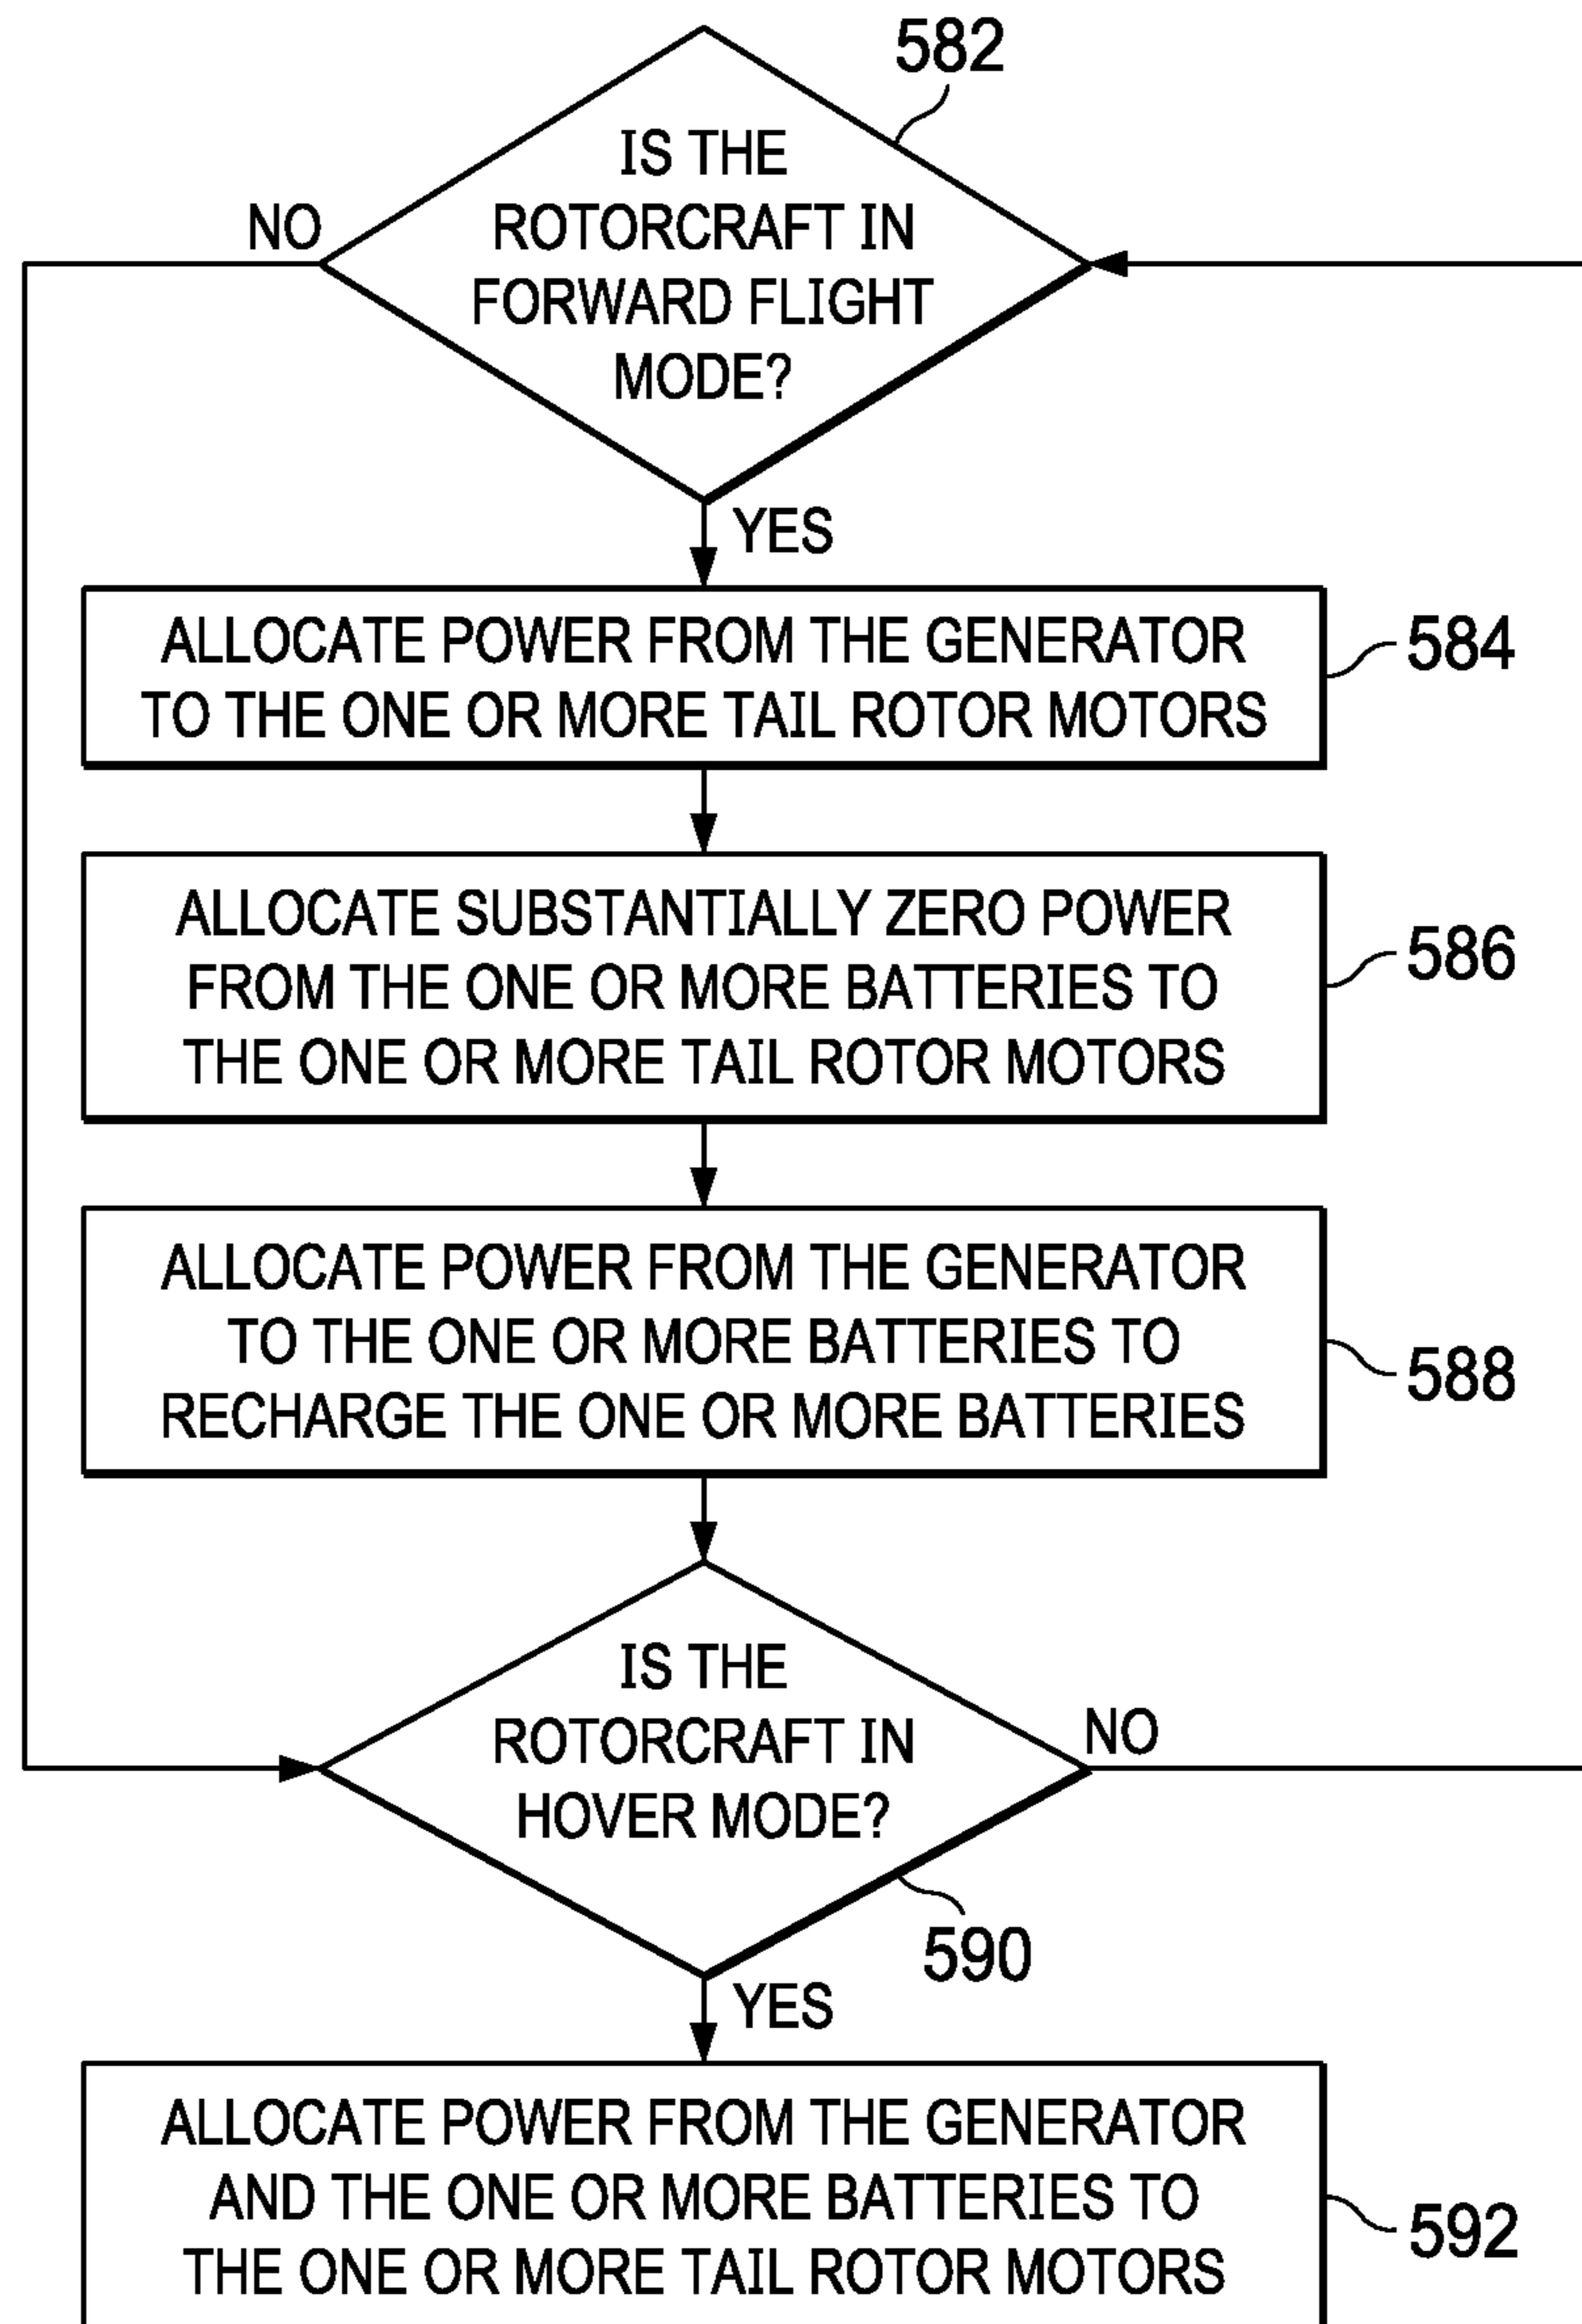 582
IS THE
ROTORCRAFT IN
FORWARD FLIGHT
MODE?
NO
YES
ALLOCATE POWER FROM THE GENERATOR
TO THE ONE OR MORE TAIL ROTOR MOTORS
584
ALLOCATE SUBSTANTIALLY ZERO POWER
FROM THE ONE OR MORE BATTERIES TO
THE ONE OR MORE TAIL ROTOR MOTORS
586
ALLOCATE POWER FROM THE GENERATOR
TO THE ONE OR MORE BATTERIES TO
RECHARGE THE ONE OR MORE BATTERIES
588
IS THE
ROTORCRAFT IN
HOVER MODE?
NO
590
YES
ALLOCATE POWER FROM THE GENERATOR
AND THE ONE OR MORE BATTERIES TO
THE ONE OR MORE TAIL ROTOR MOTORS
592